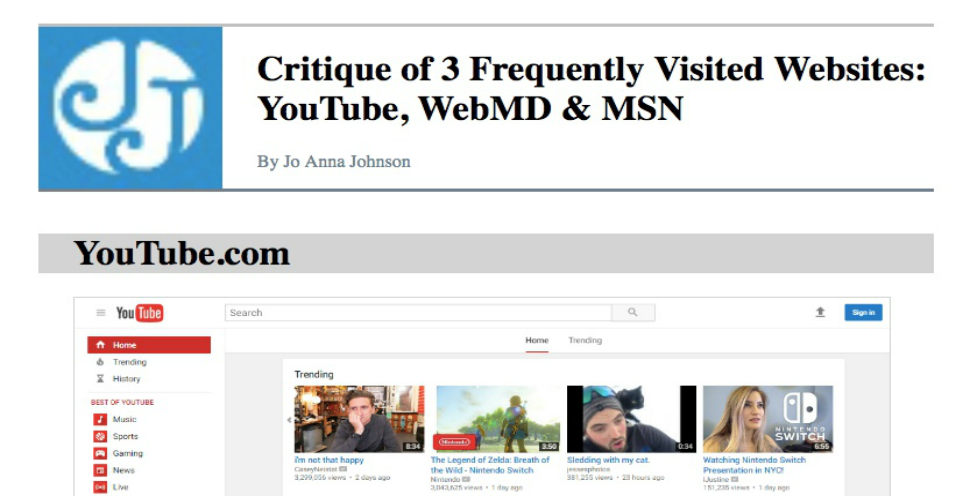 Critique of 3 Frequently Visited Websites:
YouTube, WebMD & MSN
By Jo Anna Johnson
YouTube.com
YouTube
Search
Sign in
Home
Home Trending
Trending
History
Trending
BEST OF YOUTUBE
Music
Sports
Gaming
News
Live
8:34
Nintendo
3:50
0:34
NINTENDO
SWITCH
6:55
i'm not that happy
CaseyNeistat
3,299,055 views • 2 days ago
The Legend of Zelda: Breath of
the Wild - Nintendo Switch
Nintendo
3,043,625 views • 1 day ago
Sledding with my cat.
jessesphotos
381,255 views • 23 hours ago
Watching Nintendo Switch
Presentation in NYC!
iJustine
151,235 views • 1 day ago